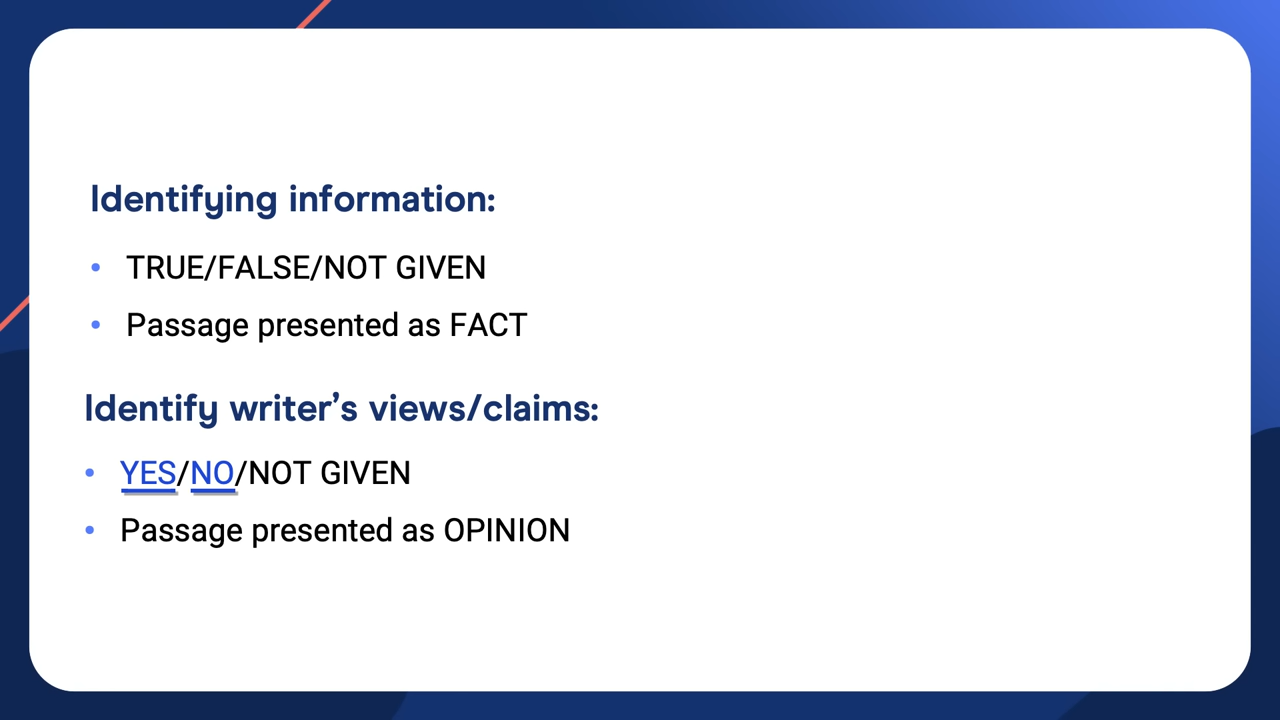 Identifying information:
• TRUE/FALSE/NOT GIVEN
• Passage presented as FACT
Identify writer's views/claims:
• YES/NO/NOT GIVEN
• Passage presented as OPINION